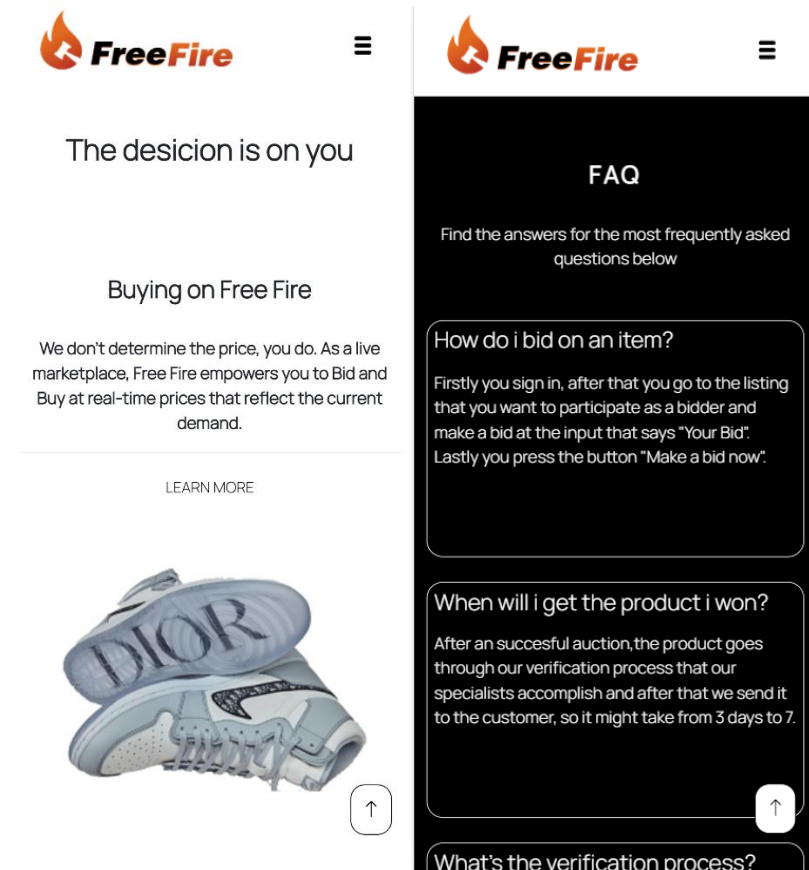 FreeFire
The desicion is on you
Buying on Free Fire
We don't determine the price, you do. As a live
marketplace, Free Fire empowers you to Bid and
Buy at real-time prices that reflect the current
demand.
LEARN MORE
DIOR
FreeFire
FAQ
Find the answers for the most frequently asked
questions below
How do i bid on an item?
Firstly you sign in, after that you go to the listing
that you want to participate as a bidder and
make a bid at the input that says "Your Bid".
Lastly you press the button "Make a bid now".
When will i get the product i won?
After an succesful auction,the product goes
through our verification process that our
specialists accomplish and after that we send it
to the customer, so it might take from 3 days to 7.
What's the verification process?